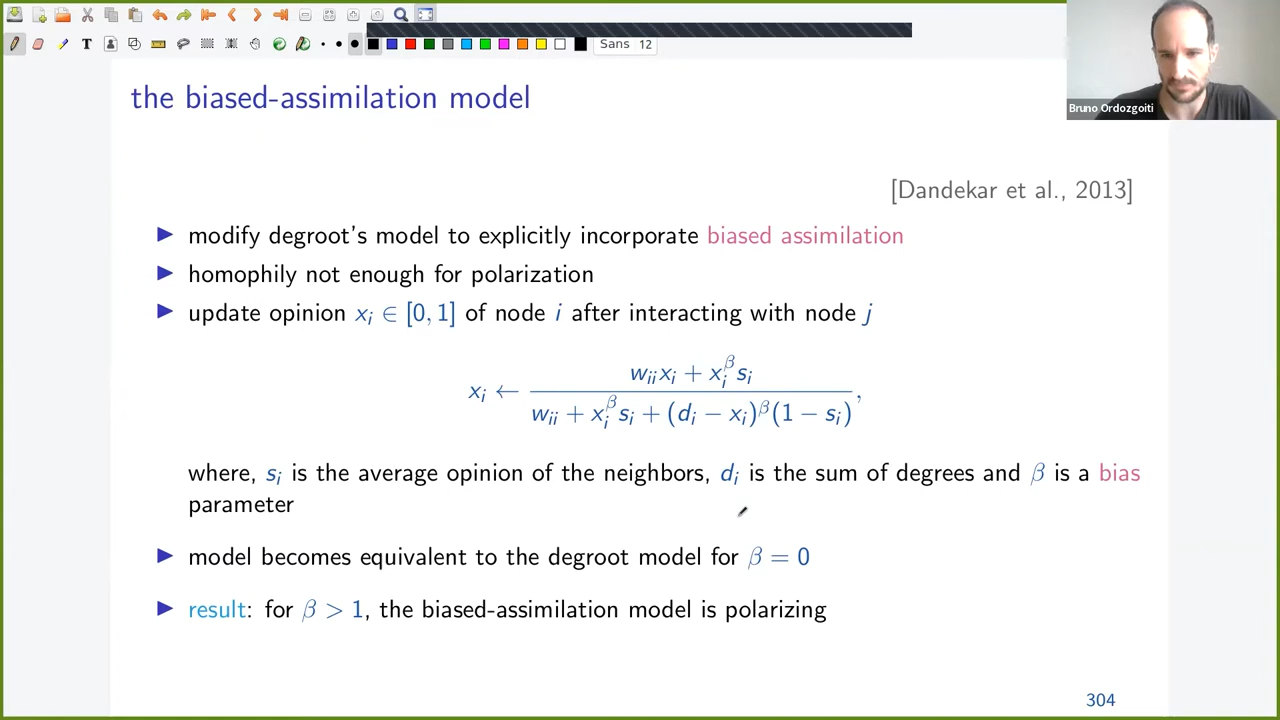 Sans 12
Bruno Ordozgoiti
the biased-assimilation model
[Dandekar et al., 2013]
▶ modify degroot's model to explicitly incorporate biased assimilation
▶ homophily not enough for polarization
▶ update opinion xᵢ ∈ [0, 1] of node i after interacting with node j
xᵢ ← (wᵢᵢxᵢ + xᵢ^β sᵢ) / (wᵢᵢ + xᵢ^β sᵢ + (dᵢ − xᵢ)^β (1 − sᵢ)),
where, sᵢ is the average opinion of the neighbors, dᵢ is the sum of degrees and β is a bias
parameter
▶ model becomes equivalent to the degroot model for β = 0
▶ result: for β > 1, the biased-assimilation model is polarizing
304